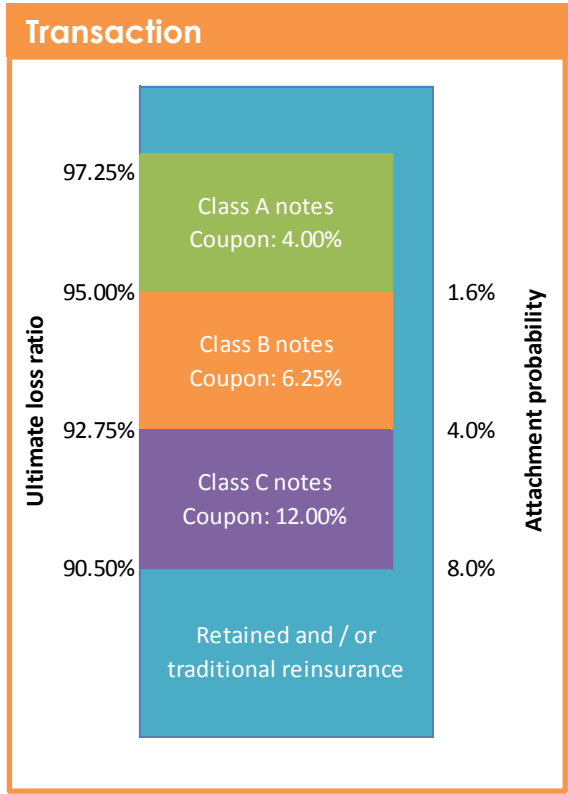 Transaction
Ultimate loss ratio
97.25%
Class A notes
Coupon: 4.00%
95.00%
1.6%
Class B notes
Coupon: 6.25%
92.75%
4.0%
Class C notes
Coupon: 12.00%
90.50%
8.0%
Retained and / or
traditional reinsurance
Attachment probability